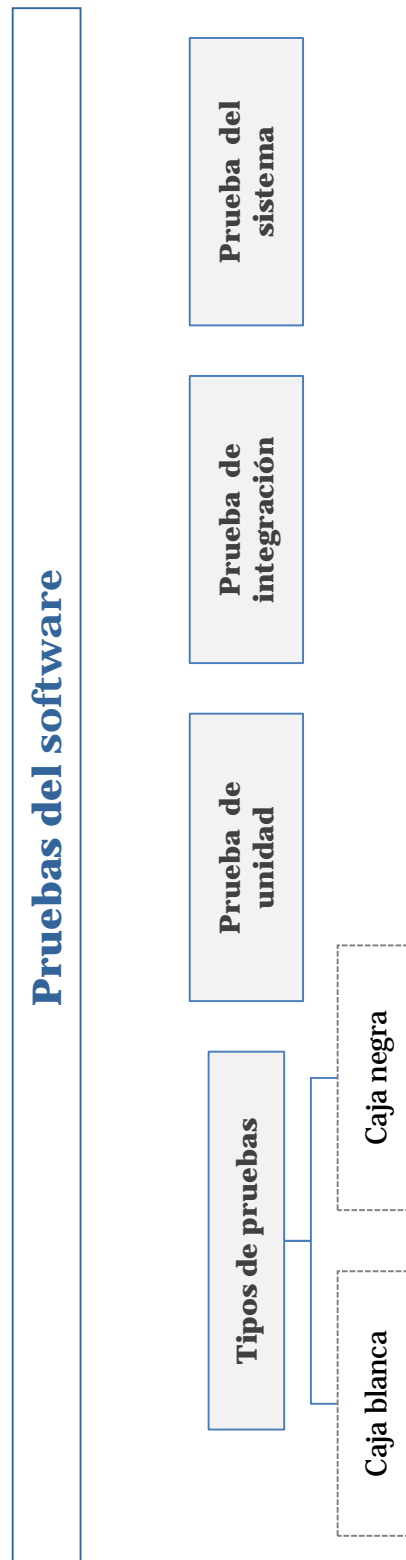 Pruebas del software
Tipos de pruebas
Prueba de
unidad
Prueba de
integración
Prueba del
sistema
Caja blanca
Caja negra